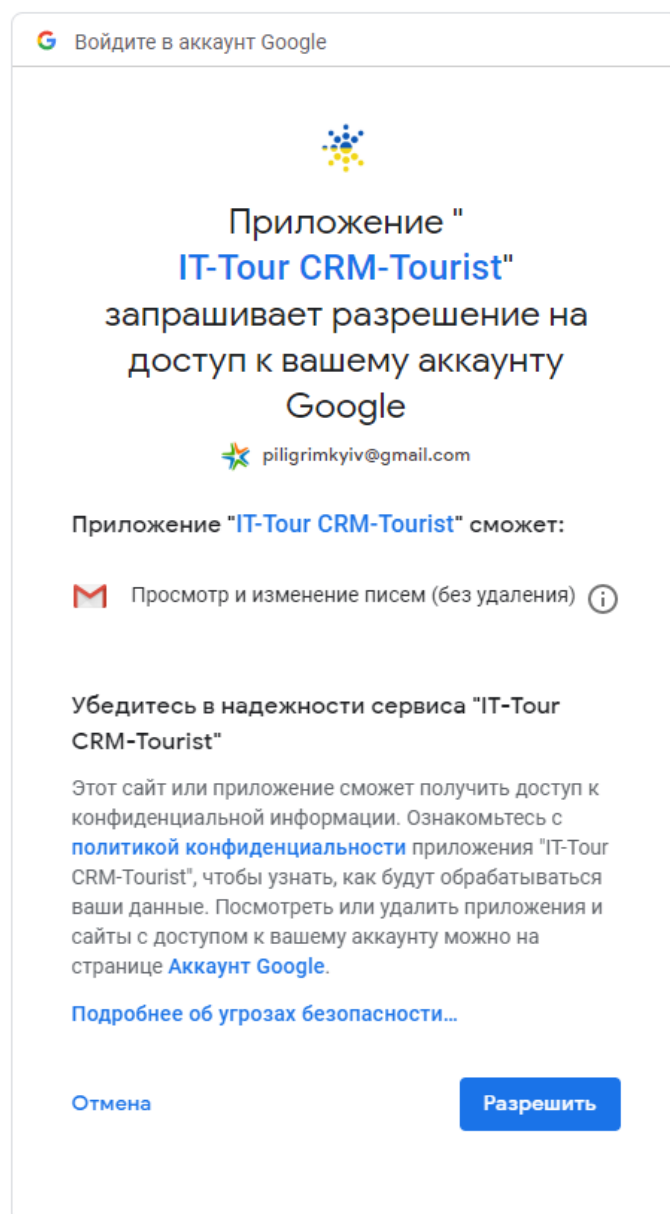 Войдите в аккаунт Google
Приложение "
IT-Tour CRM-Tourist"
запрашивает разрешение на
доступ к вашему аккаунту
Google
piligrimkyiv@gmail.com
Приложение "IT-Tour CRM-Tourist" сможет:
Просмотр и изменение писем (без удаления)
Убедитесь в надежности сервиса "IT-Tour
CRM-Tourist"
Этот сайт или приложение сможет получить доступ к
конфиденциальной информации. Ознакомьтесь с
политикой конфиденциальности приложения "IT-Tour
CRM-Tourist", чтобы узнать, как будут обрабатываться
ваши данные. Посмотреть или удалить приложения и
сайты с доступом к вашему аккаунту можно на
странице Аккаунт Google.
Подробнее об угрозах безопасности...
Отмена
Разрешить